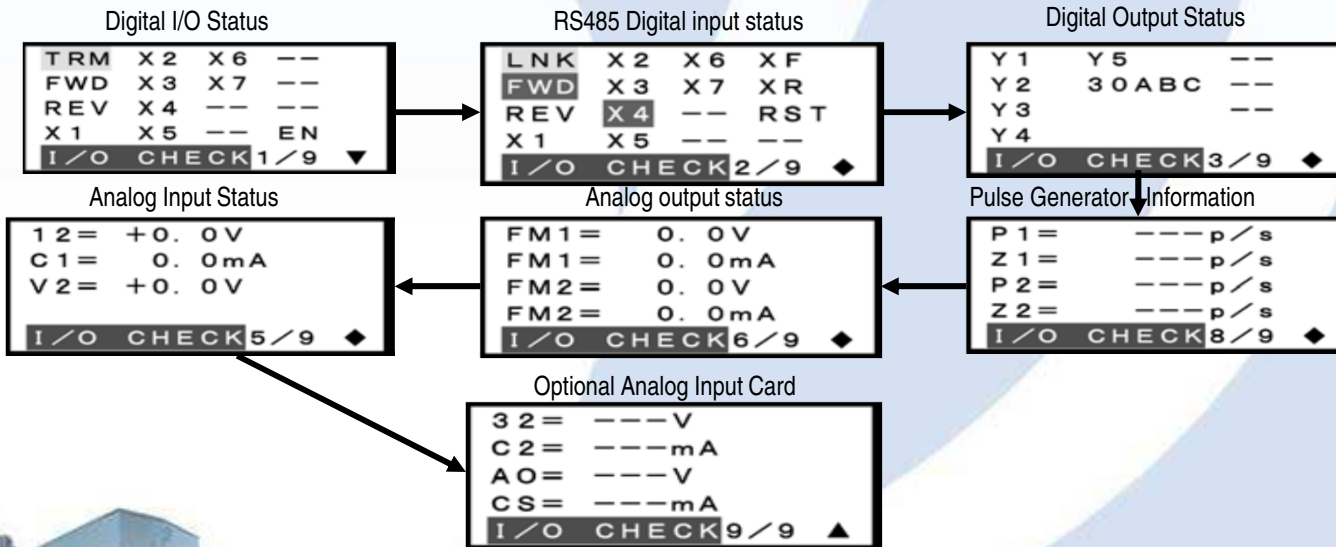 Digital I/O Status
TRM X2 X6 --
FWD X3 X7 --
REV X4 -- --
X1 X5 -- EN
I/O CHECK 1/9 ▼
RS485 Digital input status
LNK X2 X6 XF
FWD X3 X7 XR
REV X4 -- RST
X1 X5 -- --
I/O CHECK 2/9 ◆
Digital Output Status
Y1 Y5 --
Y2 30ABC --
Y3 --
Y4
I/O CHECK 3/9 ◆
Analog Input Status
12= +0.0V
C1= 0.0mA
V2= +0.0V
I/O CHECK 5/9 ◆
Analog output status
FM1= 0.0V
FM1= 0.0mA
FM2= 0.0V
FM2= 0.0mA
I/O CHECK 6/9 ◆
Pulse Generator Information
P1= ---p/s
Z1= ---p/s
P2= ---p/s
Z2= ---p/s
I/O CHECK 8/9 ◆
Optional Analog Input Card
32= ---V
C2= ---mA
AO= ---V
CS= ---mA
I/O CHECK 9/9 ▲